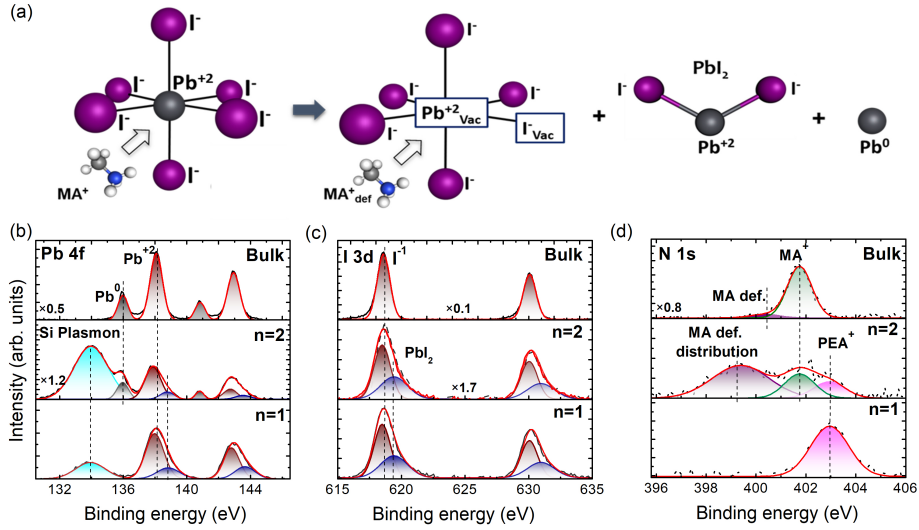 (a)
I-
I-
Pb+2
I-
I-
I-
I-
MA+
I-
I-
Pb+2Vac
I-
I-
I-Vac
MA+def
I-
+
PbI2
I-
I-
Pb+2
+
Pb0
(b)
Pb 4f
Pb+2
Bulk
Pb0
×0.5
Si Plasmon
n=2
×1.2
n=1
132 136 140 144
Binding energy (eV)
Intensity (arb. units)
(c)
I 3d
I-1
Bulk
×0.1
n=2
PbI2
×1.7
n=1
615 620 625 630 635
Binding energy (eV)
(d)
N 1s
MA+
Bulk
MA def.
×0.8
MA def.
distribution
n=2
PEA+
n=1
396 398 400 402 404 406
Binding energy (eV)